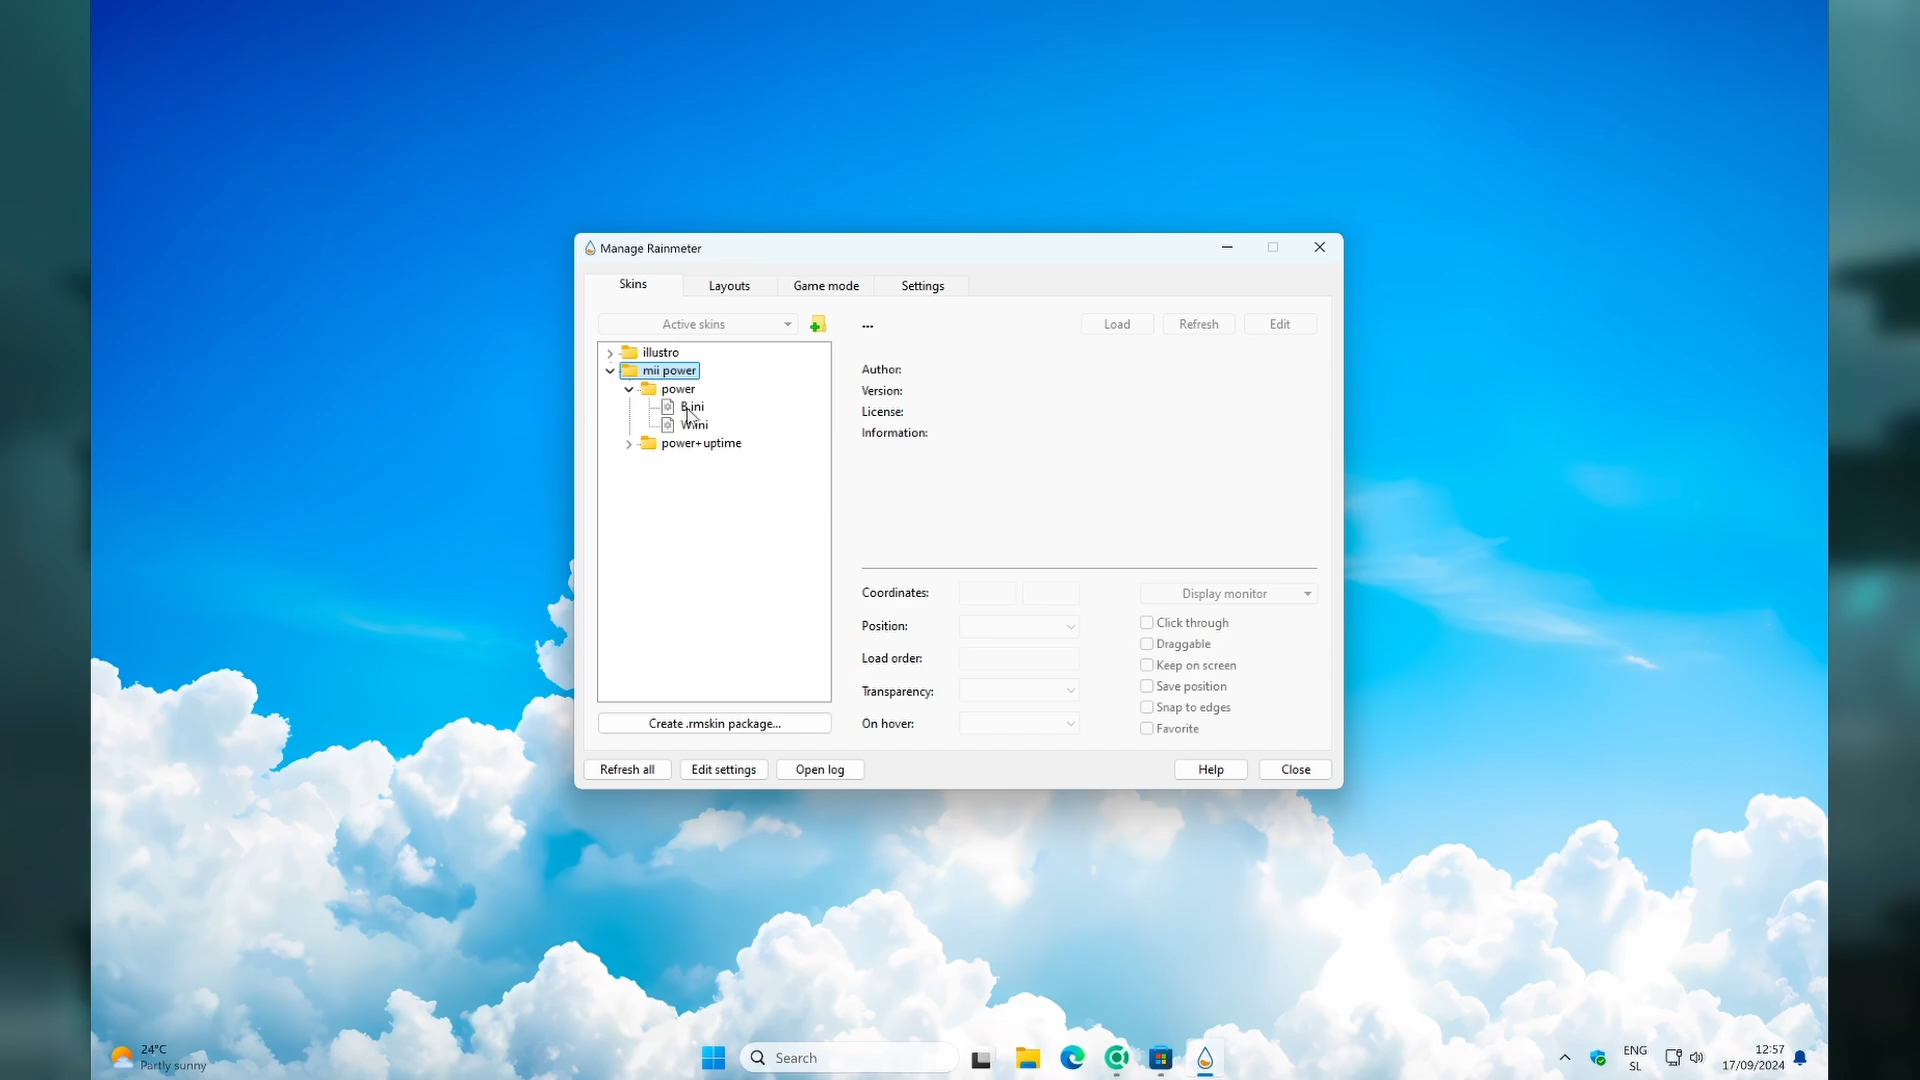 Manage Rainmeter
Skins
Layouts
Game mode
Settings
Active skins
...
Load
Refresh
Edit
illustro
mii power
power
B.ini
W.ini
power+uptime
Author:
Version:
License:
Information:
Coordinates:
Display monitor
Position:
Load order:
Transparency:
On hover:
Click through
Draggable
Keep on screen
Save position
Snap to edges
Favorite
Create .rmskin package...
Refresh all
Edit settings
Open log
Help
Close
24°C
Partly sunny
Search
ENG
SL
12:57
17/09/2024